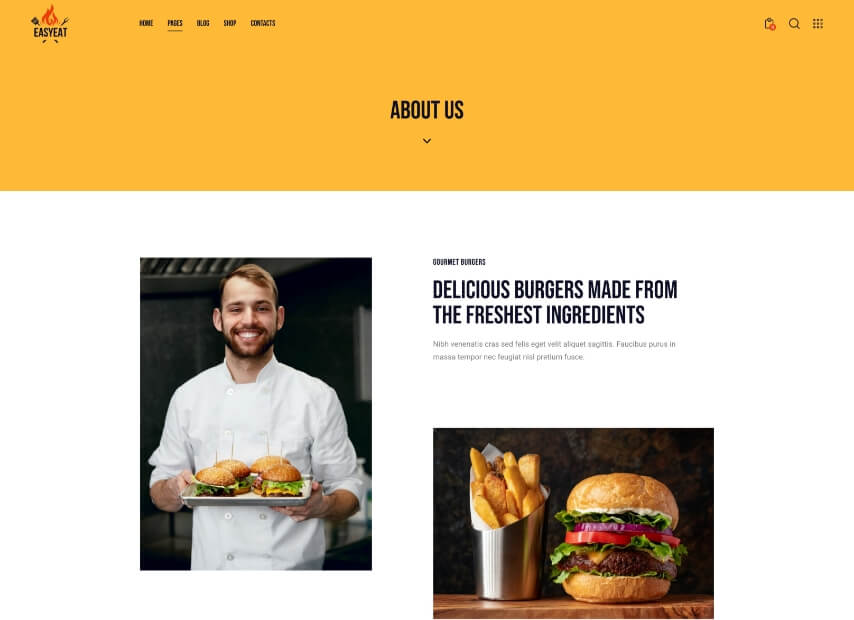 EASYEAT
HOME PAGES BLOG SHOP CONTACTS
ABOUT US
GOURMET BURGERS
DELICIOUS BURGERS MADE FROM
THE FRESHEST INGREDIENTS
Nibh venenatis cras sed felis eget velit aliquet sagittis. Faucibus purus in
massa tempor nec feugiat nisl pretium fusce.